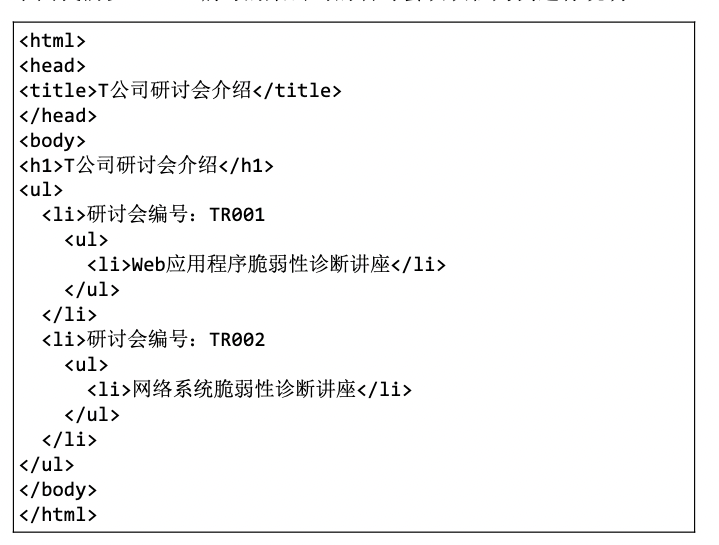 <html>
<head>
<title>T公司研讨会介绍</title>
</head>
<body>
<h1>T公司研讨会介绍</h1>
<ul>
  <li>研讨会编号：TR001
    <ul>
      <li>Web应用程序脆弱性诊断讲座</li>
    </ul>
  </li>
  <li>研讨会编号：TR002
    <ul>
      <li>网络系统脆弱性诊断讲座</li>
    </ul>
  </li>
</ul>
</body>
</html>